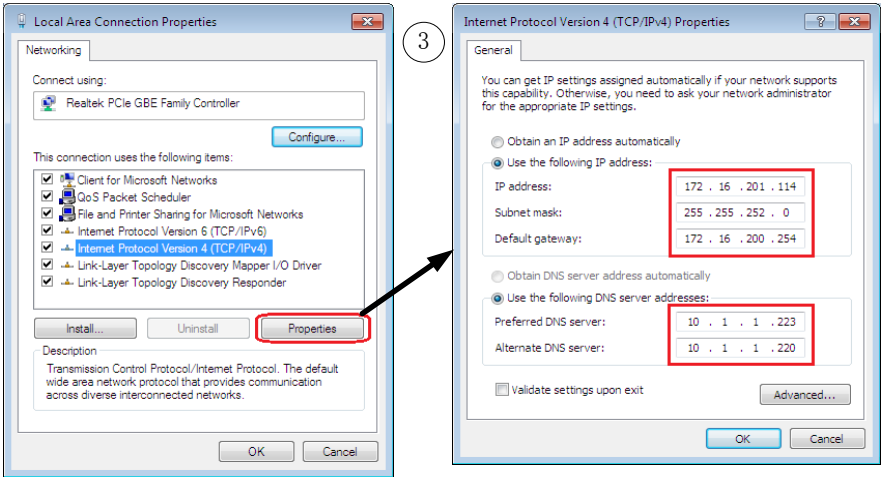 Local Area Connection Properties
Networking
Connect using:
Realtek PCIe GBE Family Controller
Configure...
This connection uses the following items:
Client for Microsoft Networks
QoS Packet Scheduler
File and Printer Sharing for Microsoft Networks
Internet Protocol Version 6 (TCP/IPv6)
Internet Protocol Version 4 (TCP/IPv4)
Link-Layer Topology Discovery Mapper I/O Driver
Link-Layer Topology Discovery Responder
Install... Uninstall Properties
Description
Transmission Control Protocol/Internet Protocol. The default
wide area network protocol that provides communication
across diverse interconnected networks.
OK Cancel
3
Internet Protocol Version 4 (TCP/IPv4) Properties
General
You can get IP settings assigned automatically if your network supports
this capability. Otherwise, you need to ask your network administrator
for the appropriate IP settings.
Obtain an IP address automatically
Use the following IP address:
IP address: 172 . 16 . 201 . 114
Subnet mask: 255 . 255 . 252 . 0
Default gateway: 172 . 16 . 200 . 254
Obtain DNS server address automatically
Use the following DNS server addresses:
Preferred DNS server: 10 . 1 . 1 . 223
Alternate DNS server: 10 . 1 . 1 . 220
Validate settings upon exit
Advanced...
OK Cancel